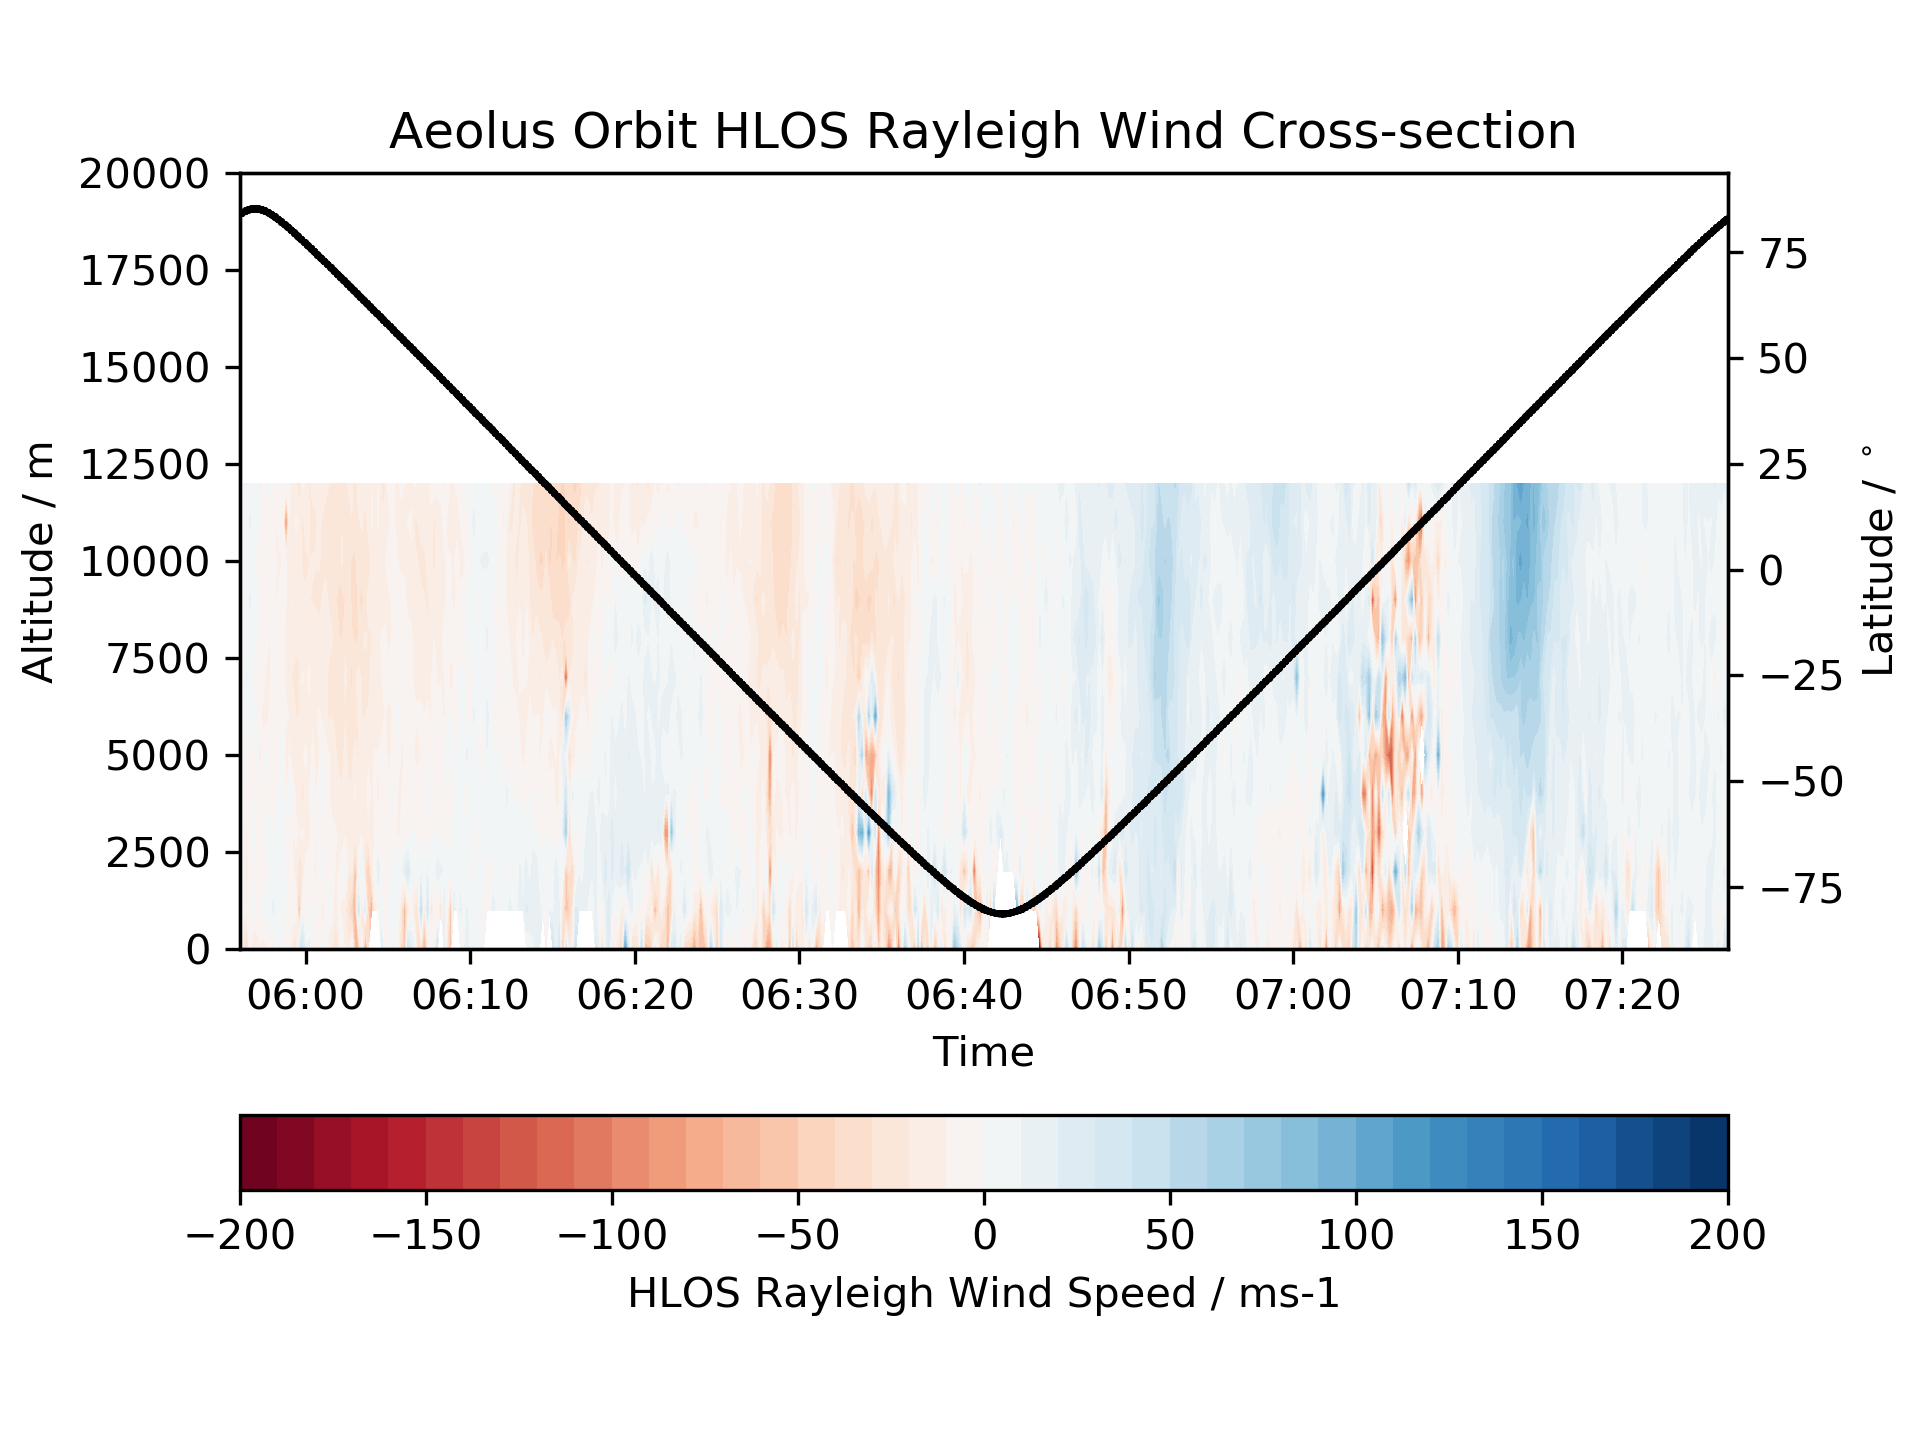 Aeolus Orbit HLOS Rayleigh Wind Cross-section
20000
17500
15000
12500
10000
7500
5000
2500
0
Altitude / m
75
50
25
0
−25
−50
−75
Latitude / °
06:00 06:10 06:20 06:30 06:40 06:50 07:00 07:10 07:20
Time
−200 −150 −100 −50 0 50 100 150 200
HLOS Rayleigh Wind Speed / ms-1